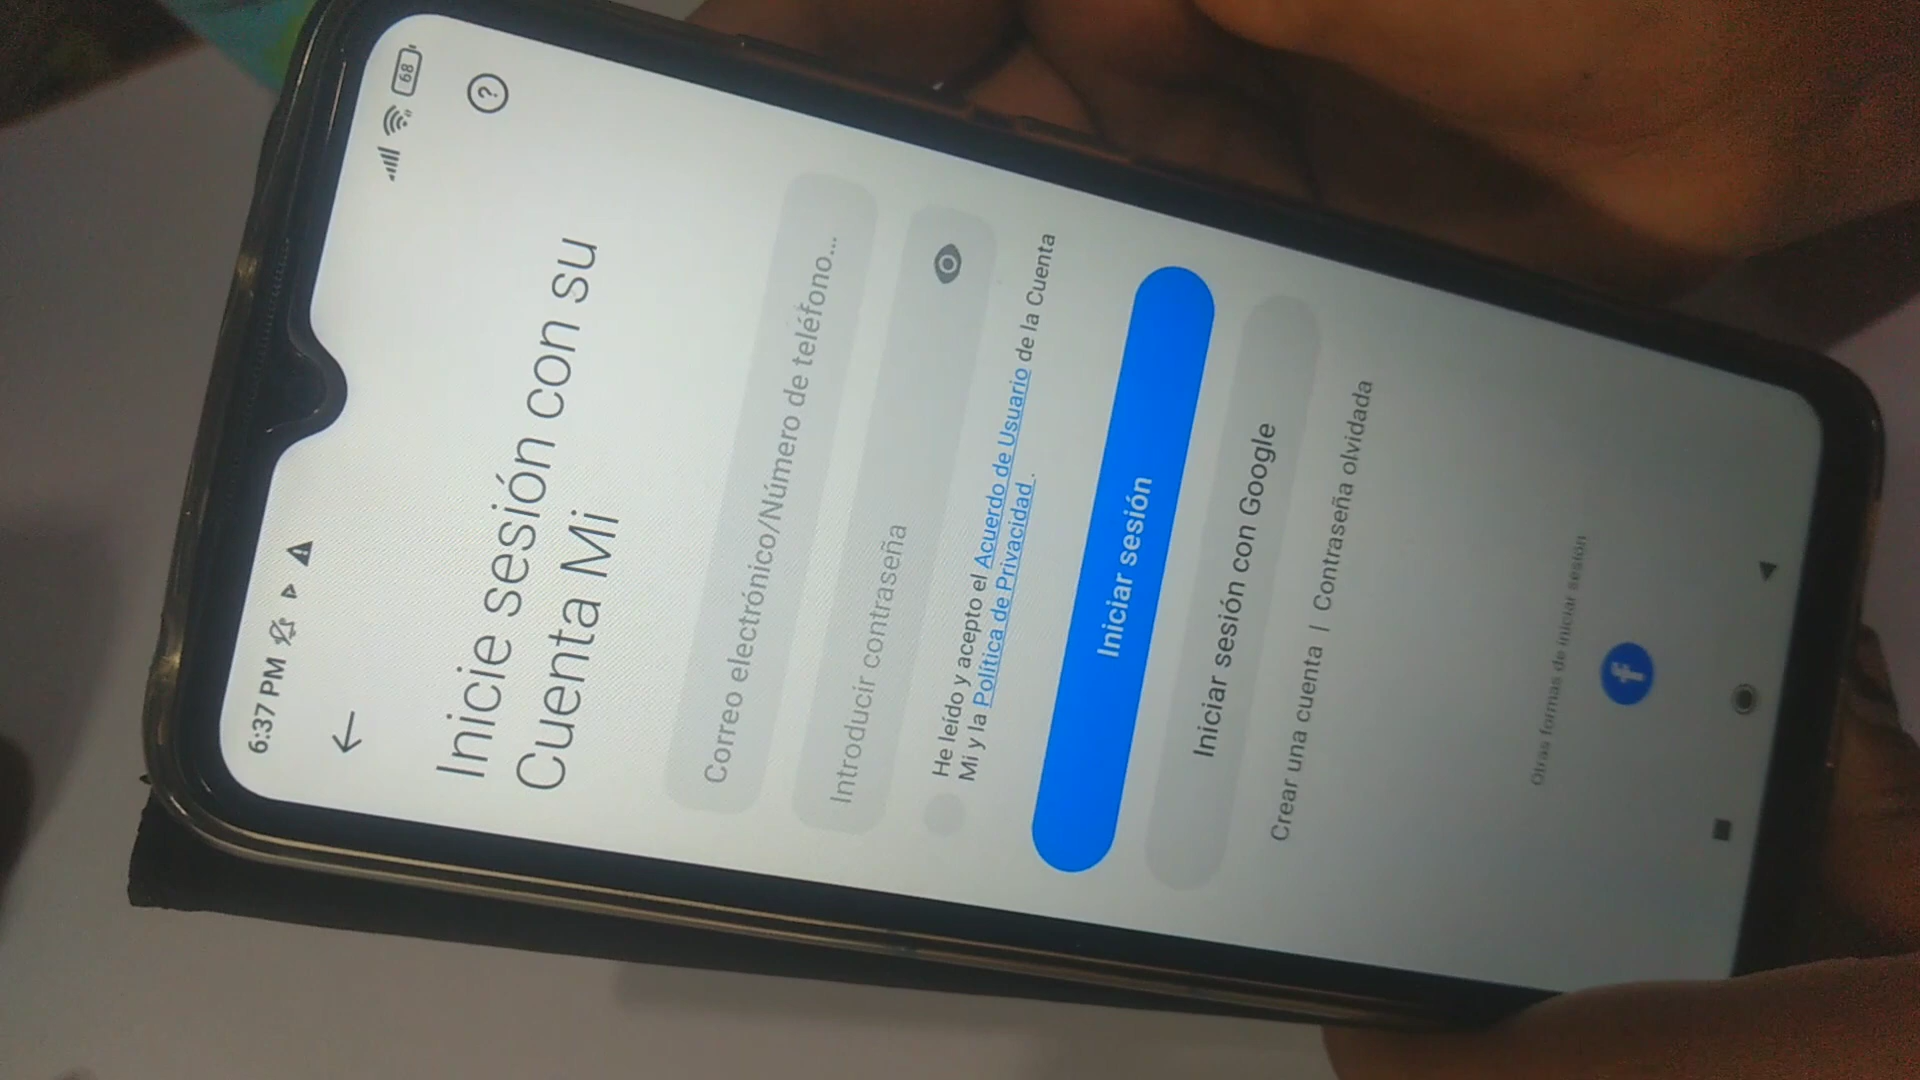 6:37 PM
68
?
Inicie sesión con su
Cuenta Mi
Correo electrónico/Número de teléfono...
Introducir contraseña
He leído y acepto el Acuerdo de Usuario de la Cuenta
Mi y la Política de Privacidad .
Iniciar sesión
Iniciar sesión con Google
Crear una cuenta | Contraseña olvidada
Otras formas de iniciar sesión
f